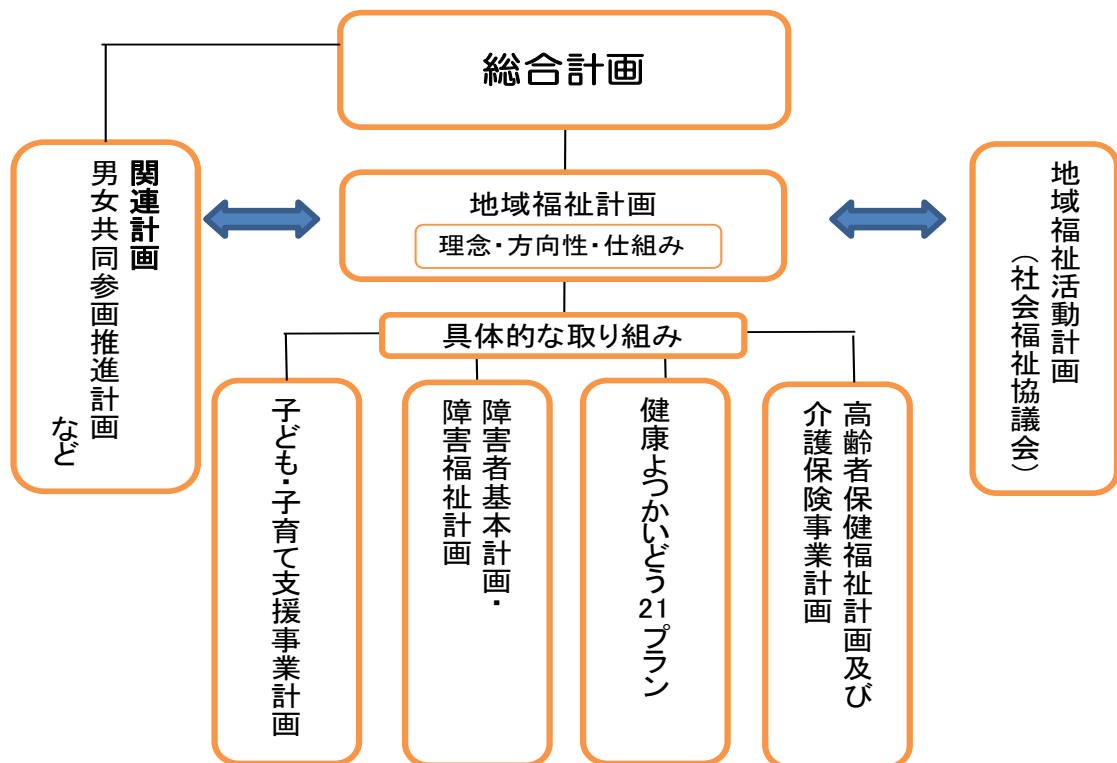 総合計画
関連計画
男女共同参画推進計画
など
地域福祉計画
理念・方向性・仕組み
地域福祉活動計画
（社会福祉協議会）
具体的な取り組み
子ども・子育て支援事業計画
障害者基本計画・
障害福祉計画
健康よつかいどう21プラン
高齢者保健福祉計画及び
介護保険事業計画